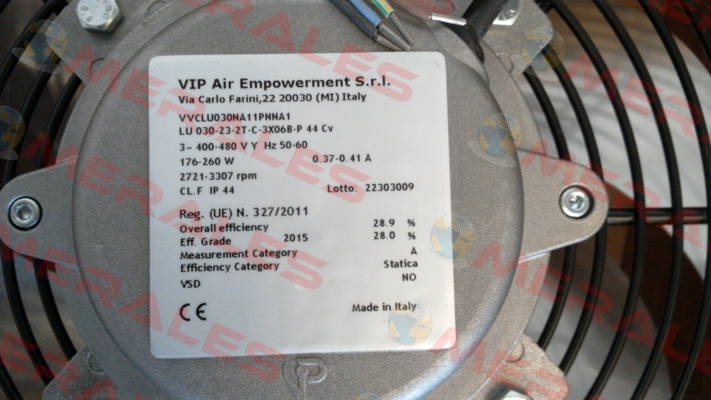 VIP Air Empowerment S.r.l.
Via Carlo Farini,22 20030 (MI) Italy
VVCLU030NA11PNNA1
LU 030-23-2T-C-3X06B-P 44 Cv
3~ 400-480 V Y Hz 50-60
176-260 W 0.37-0.41 A
2721-3307 rpm
CL.F IP 44 Lotto: 22303009
Reg. (UE) N. 327/2011
Overall efficiency 28.9 %
Eff. Grade 2015 28.0 %
Measurement Category A
Efficiency Category Statica
VSD NO
CE Made in Italy
MERALES